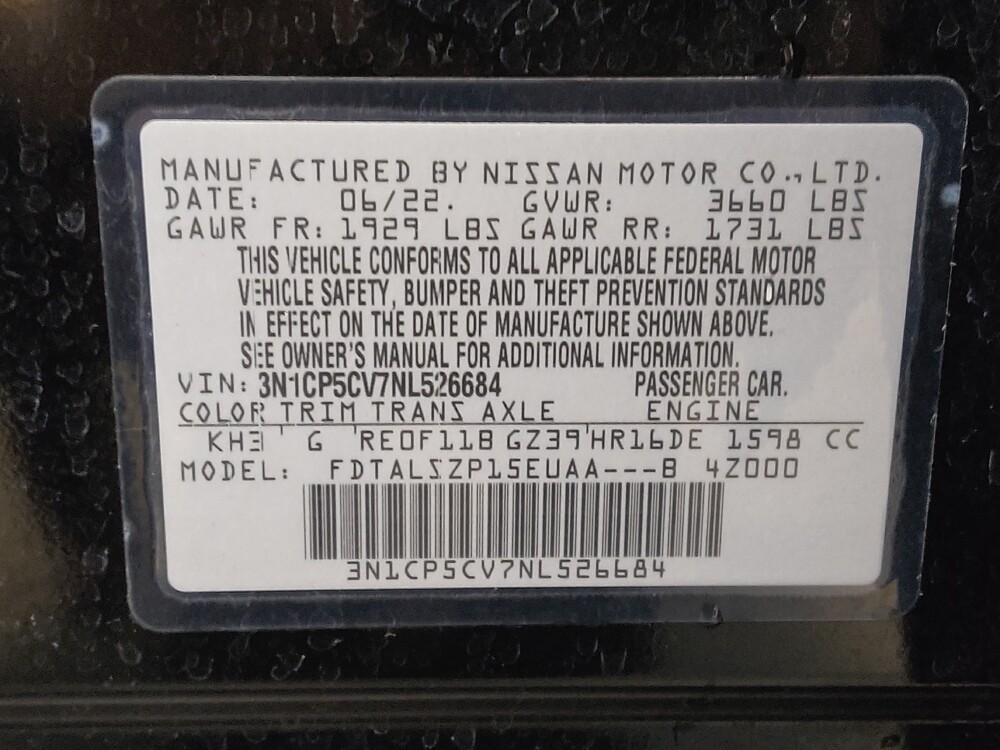 MANUFACTURED BY NISSAN MOTOR CO., LTD.
DATE: 06/22. GVWR: 3660 LBS
GAWR FR: 1929 LBS GAWR RR: 1731 LBS
THIS VEHICLE CONFORMS TO ALL APPLICABLE FEDERAL MOTOR
VEHICLE SAFETY, BUMPER AND THEFT PREVENTION STANDARDS
IN EFFECT ON THE DATE OF MANUFACTURE SHOWN ABOVE.
SEE OWNER'S MANUAL FOR ADDITIONAL INFORMATION.
VIN: 3N1CP5CV7NL526684 PASSENGER CAR.
COLOR TRIM TRANS AXLE ENGINE
KH3 G RE0F11B GZ39 HR16DE 1598 CC
MODEL: FDTALSZP15EUAA---B 4Z000
3N1CP5CV7NL526684